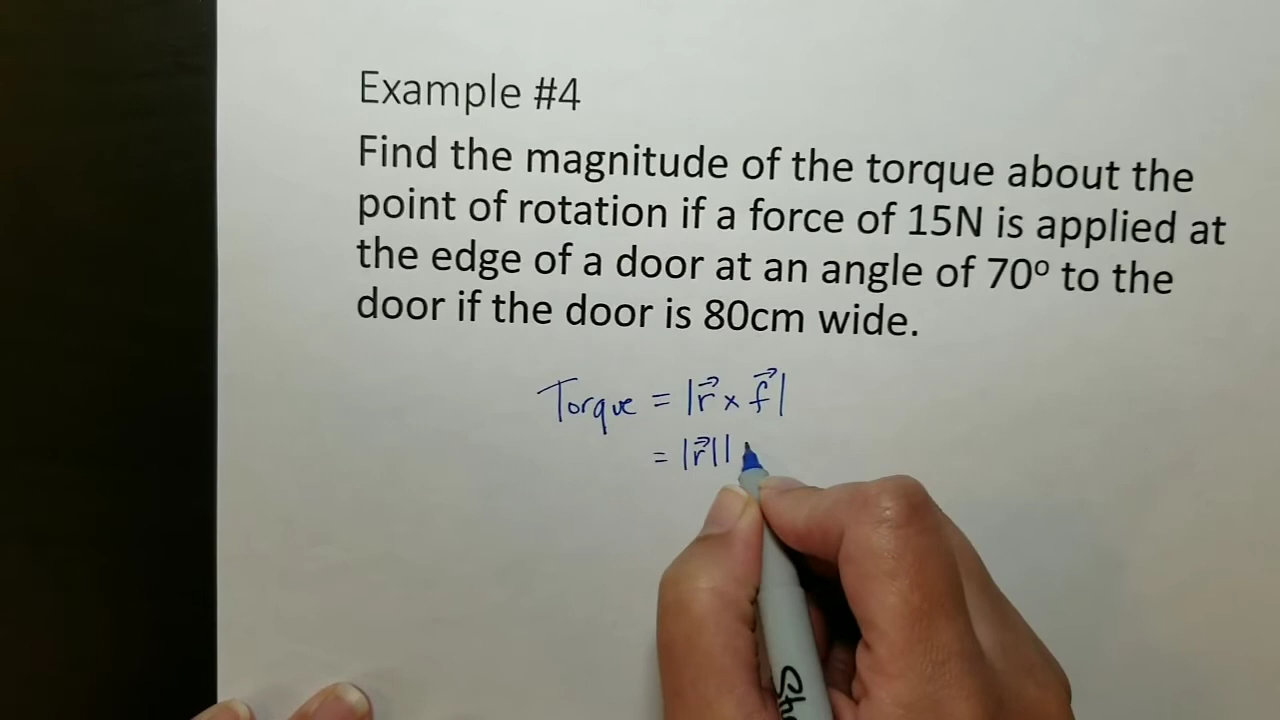 Example #4
Find the magnitude of the torque about the
point of rotation if a force of 15N is applied at
the edge of a door at an angle of 70º to the
door if the door is 80cm wide.
Torque = |r⃗ × f⃗|
= |r⃗||